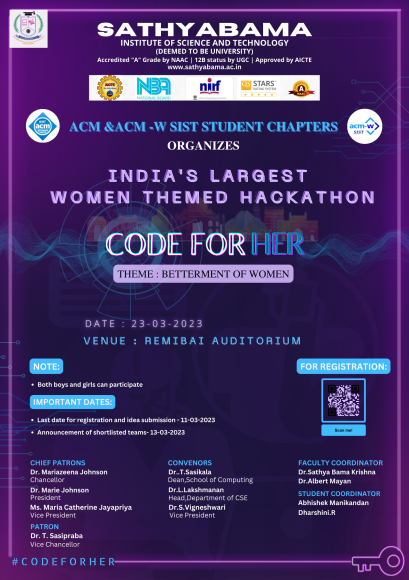 SATHYABAMA
INSTITUTE OF SCIENCE AND TECHNOLOGY
(DEEMED TO BE UNIVERSITY)
Accredited "A" Grade by NAAC | 12B status by UGC | Approved by AICTE
www.sathyabama.ac.in
NBA
nirf
STARS
ACM &ACM -W SIST STUDENT CHAPTERS
acm
acm-w
SIST
ORGANIZES
INDIA'S LARGEST
WOMEN THEMED HACKATHON
CODE FOR HER
THEME : BETTERMENT OF WOMEN
DATE : 23-03-2023
VENUE : REMIBAI AUDITORIUM
NOTE:
FOR REGISTRATION:
Both boys and girls can participate
IMPORTANT DATES:
Last date for registration and idea submission - 11-03-2023
Announcement of shortlisted teams- 13-03-2023
Scan me!
CHIEF PATRONS
Dr. Mariazeena Johnson
Chancellor
Dr. Marie Johnson
President
Ms. Maria Catherine Jayapriya
Vice President
PATRON
Dr. T. Sasipraba
Vice Chancellor
CONVENORS
Dr..T.Sasikala
Dean,School of Computing
Dr.L.Lakshmanan
Head,Department of CSE
Dr.S.Vigneshwari
Vice President
FACULTY COORDINATOR
Dr.Sathya Bama Krishna
Dr.Albert Mayan
STUDENT COORDINATOR
Abhishek Manikandan
Dharshini.R
#CODEFORHER